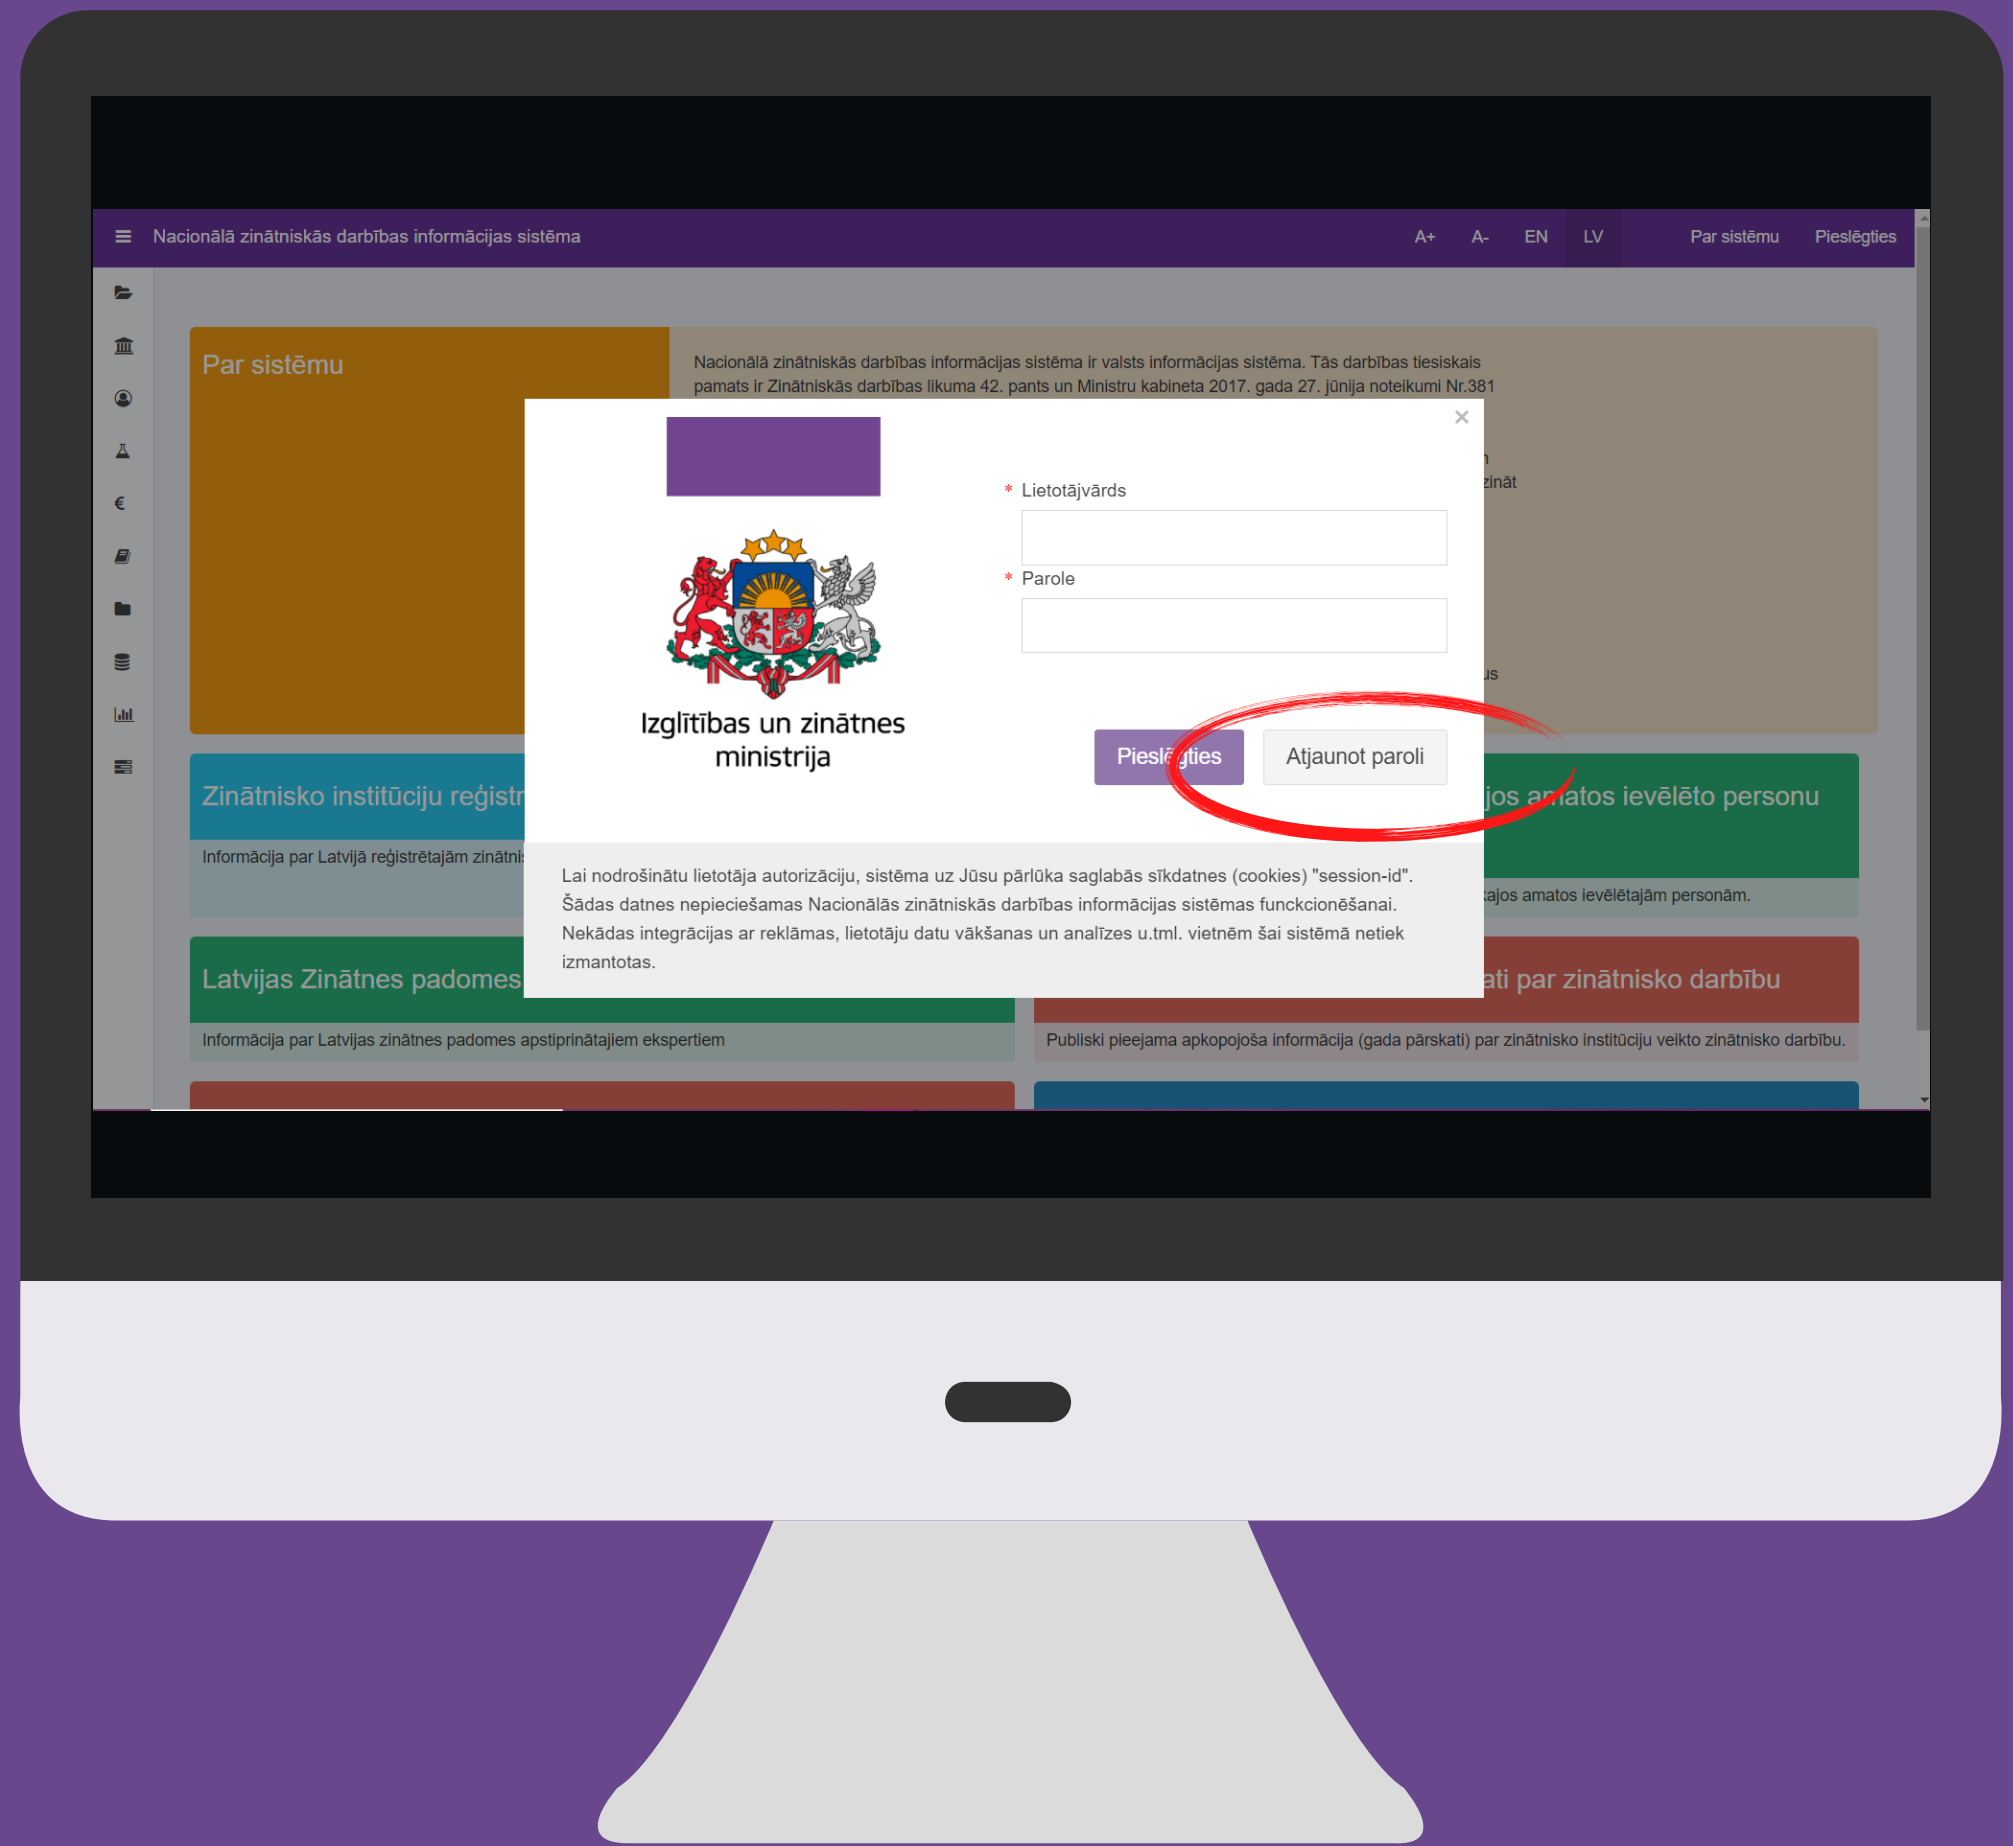 Nacionālā zinātniskās darbības informācijas sistēma
A+ A- EN LV Par sistēmu Pieslēgties
Par sistēmu
Nacionālā zinātniskās darbības informācijas sistēma ir valsts informācijas sistēma. Tās darbības tiesiskais
pamats ir Zinātniskās darbības likuma 42. pants un Ministru kabineta 2017. gada 27. jūnija noteikumi Nr.381
zināt
us
Izglītības un zinātnes
ministrija
* Lietotājvārds
* Parole
Pieslēgties Atjaunot paroli
Lai nodrošinātu lietotāja autorizāciju, sistēma uz Jūsu pārlūka saglabās sīkdatnes (cookies) "session-id".
Šādas datnes nepieciešamas Nacionālās zinātniskās darbības informācijas sistēmas funckcionēšanai.
Nekādas integrācijas ar reklāmas, lietotāju datu vākšanas un analīzes u.tml. vietnēm šai sistēmā netiek
izmantotas.
Zinātnisko institūciju reģistr
Informācija par Latvijā reģistrētajām zinātni
jos amatos ievēlēto personu
kajos amatos ievēlētajām personām.
Latvijas Zinātnes padomes
Informācija par Latvijas zinātnes padomes apstiprinātajiem ekspertiem
ati par zinātnisko darbību
Publiski pieejama apkopojoša informācija (gada pārskati) par zinātnisko institūciju veikto zinātnisko darbību.